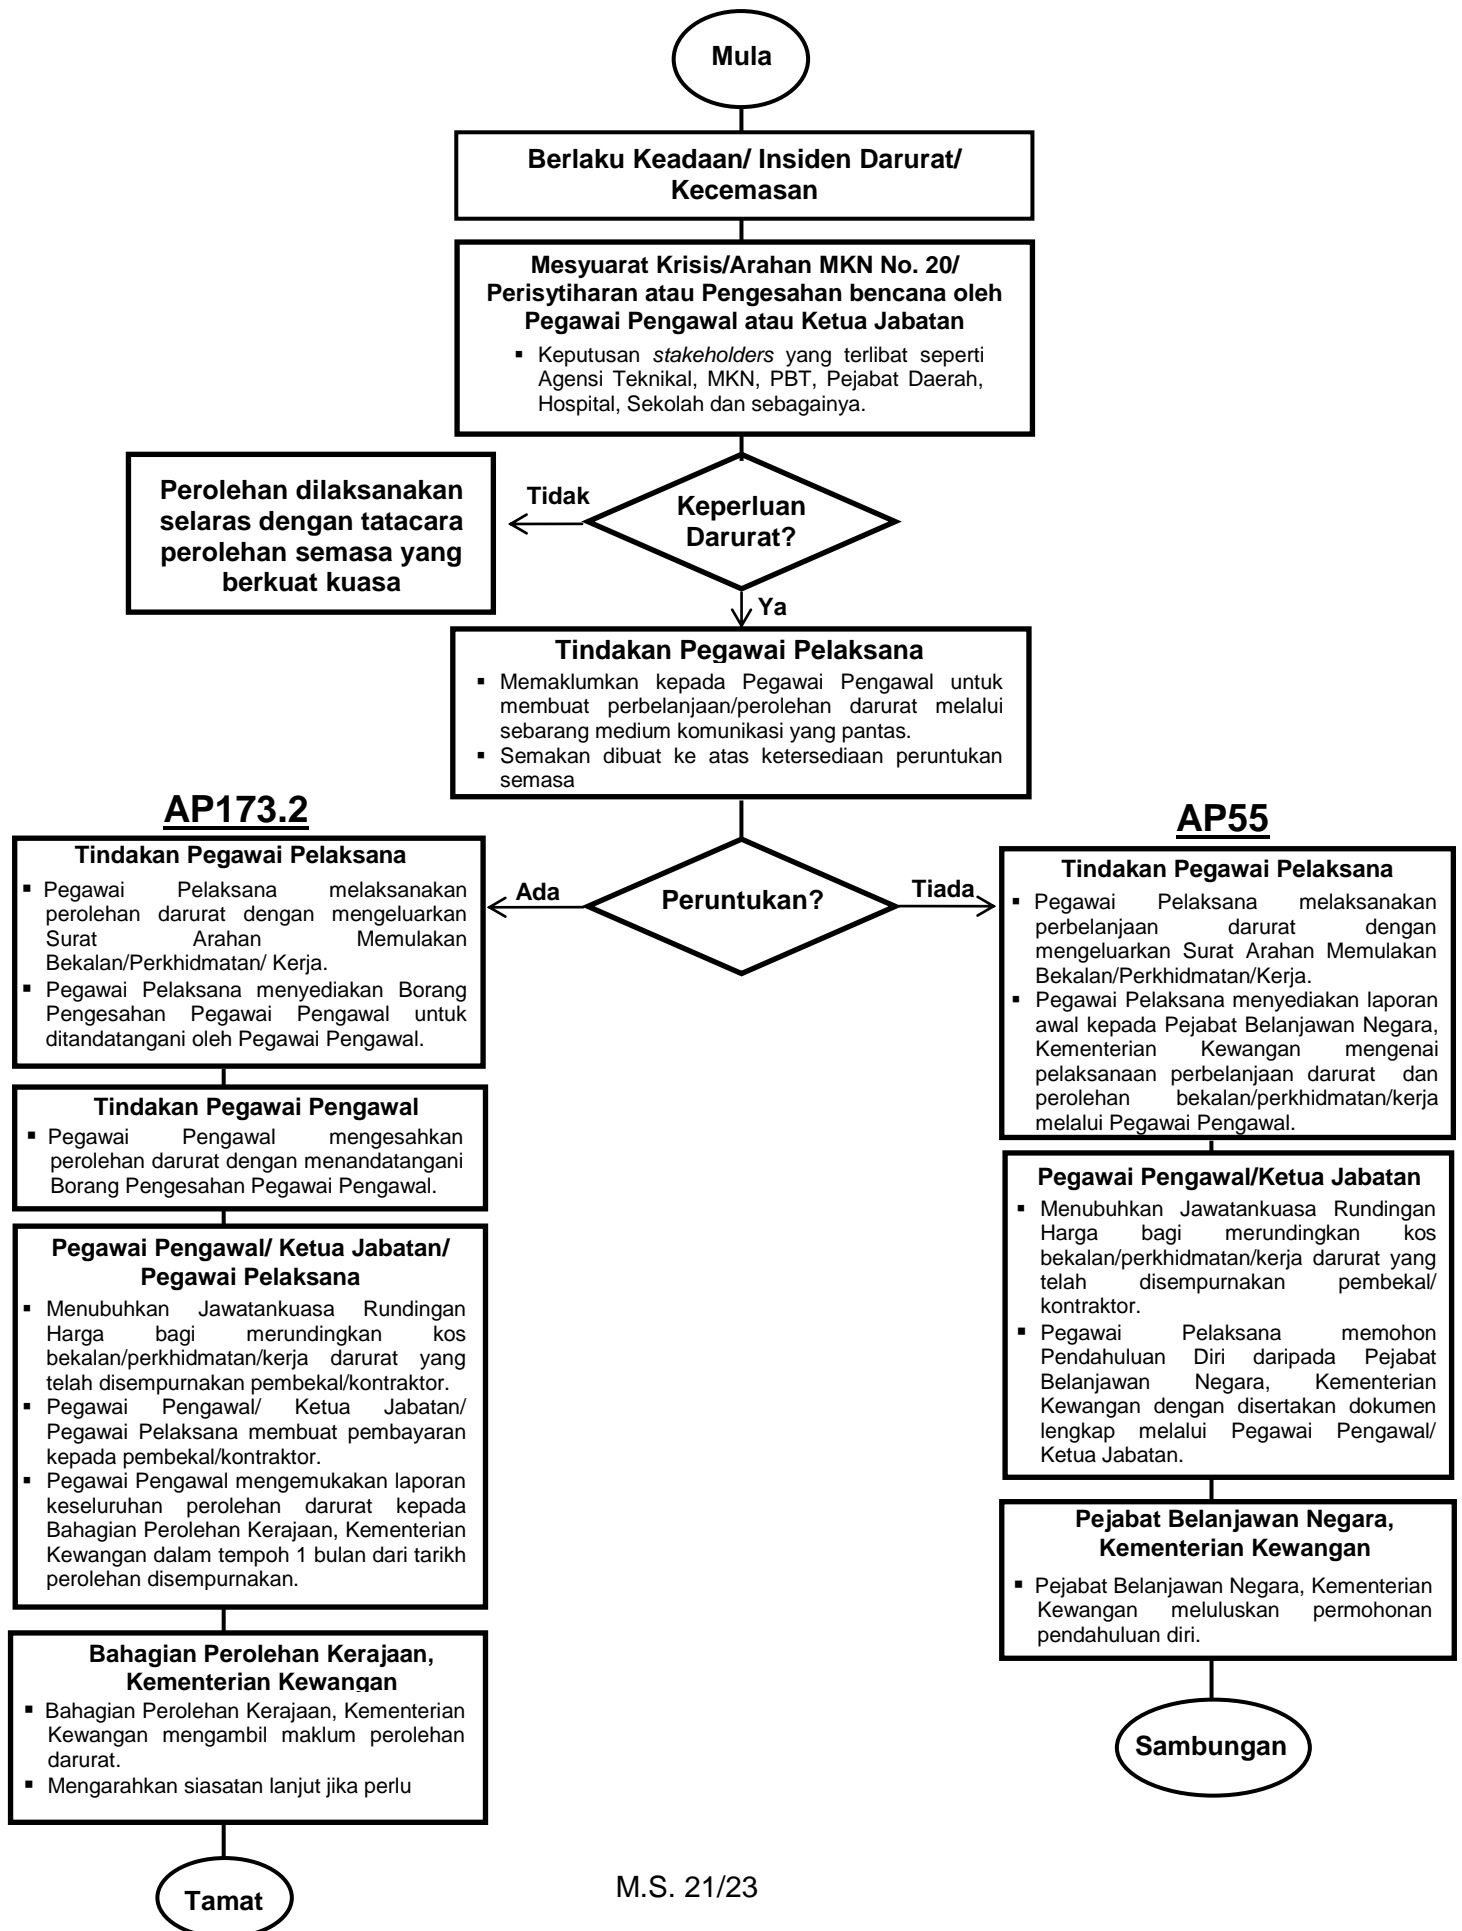 Mula
Berlaku Keadaan/ Insiden Darurat/
Kecemasan
Mesyuarat Krisis/Arahan MKN No. 20/
Perisytiharan atau Pengesahan bencana oleh
Pegawai Pengawal atau Ketua Jabatan
▪ Keputusan stakeholders yang terlibat seperti
Agensi Teknikal, MKN, PBT, Pejabat Daerah,
Hospital, Sekolah dan sebagainya.
Keperluan
Darurat?
Tidak
Perolehan dilaksanakan
selaras dengan tatacara
perolehan semasa yang
berkuat kuasa
Ya
Tindakan Pegawai Pelaksana
▪ Memaklumkan kepada Pegawai Pengawal untuk
membuat perbelanjaan/perolehan darurat melalui
sebarang medium komunikasi yang pantas.
▪ Semakan dibuat ke atas ketersediaan peruntukan
semasa
Peruntukan?
Ada
Tiada
AP173.2
Tindakan Pegawai Pelaksana
▪ Pegawai Pelaksana melaksanakan
perolehan darurat dengan mengeluarkan
Surat Arahan Memulakan
Bekalan/Perkhidmatan/ Kerja.
▪ Pegawai Pelaksana menyediakan Borang
Pengesahan Pegawai Pengawal untuk
ditandatangani oleh Pegawai Pengawal.
Tindakan Pegawai Pengawal
▪ Pegawai Pengawal mengesahkan
perolehan darurat dengan menandatangani
Borang Pengesahan Pegawai Pengawal.
Pegawai Pengawal/ Ketua Jabatan/
Pegawai Pelaksana
▪ Menubuhkan Jawatankuasa Rundingan
Harga bagi merundingkan kos
bekalan/perkhidmatan/kerja darurat yang
telah disempurnakan pembekal/kontraktor.
▪ Pegawai Pengawal/ Ketua Jabatan/
Pegawai Pelaksana membuat pembayaran
kepada pembekal/kontraktor.
▪ Pegawai Pengawal mengemukakan laporan
keseluruhan perolehan darurat kepada
Bahagian Perolehan Kerajaan, Kementerian
Kewangan dalam tempoh 1 bulan dari tarikh
perolehan disempurnakan.
Bahagian Perolehan Kerajaan,
Kementerian Kewangan
▪ Bahagian Perolehan Kerajaan, Kementerian
Kewangan mengambil maklum perolehan
darurat.
▪ Mengarahkan siasatan lanjut jika perlu
Tamat
AP55
Tindakan Pegawai Pelaksana
▪ Pegawai Pelaksana melaksanakan
perbelanjaan darurat dengan
mengeluarkan Surat Arahan Memulakan
Bekalan/Perkhidmatan/Kerja.
▪ Pegawai Pelaksana menyediakan laporan
awal kepada Pejabat Belanjawan Negara,
Kementerian Kewangan mengenai
pelaksanaan perbelanjaan darurat dan
perolehan bekalan/perkhidmatan/kerja
melalui Pegawai Pengawal.
Pegawai Pengawal/Ketua Jabatan
▪ Menubuhkan Jawatankuasa Rundingan
Harga bagi merundingkan kos
bekalan/perkhidmatan/kerja darurat yang
telah disempurnakan pembekal/
kontraktor.
▪ Pegawai Pelaksana memohon
Pendahuluan Diri daripada Pejabat
Belanjawan Negara, Kementerian
Kewangan dengan disertakan dokumen
lengkap melalui Pegawai Pengawal/
Ketua Jabatan.
Pejabat Belanjawan Negara,
Kementerian Kewangan
▪ Pejabat Belanjawan Negara, Kementerian
Kewangan meluluskan permohonan
pendahuluan diri.
Sambungan
M.S. 21/23